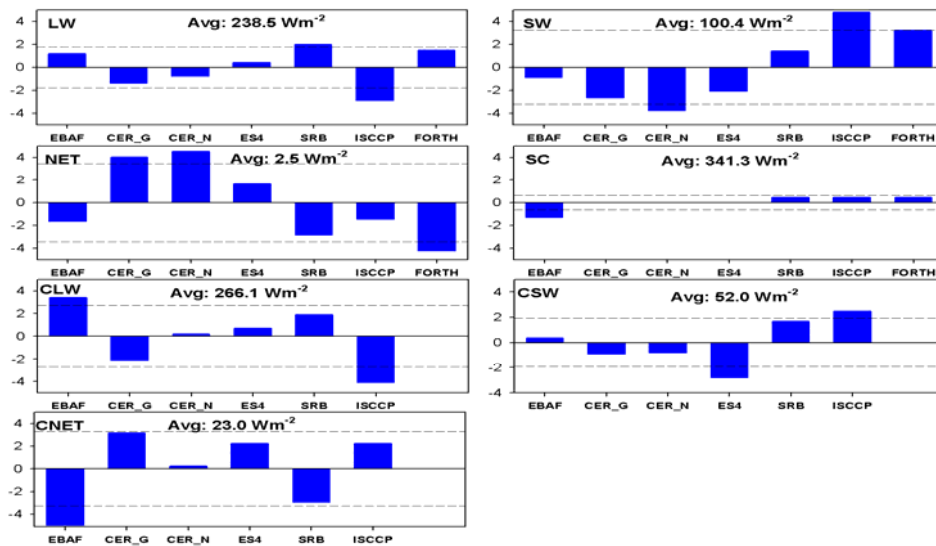 LW Avg: 238.5 Wm-2
4
2
0
-2
-4
EBAF CER_G CER_N ES4 SRB ISCCP FORTH
SW Avg: 100.4 Wm-2
4
2
0
-2
-4
EBAF CER_G CER_N ES4 SRB ISCCP FORTH
NET Avg: 2.5 Wm-2
4
2
0
-2
-4
EBAF CER_G CER_N ES4 SRB ISCCP FORTH
SC Avg: 341.3 Wm-2
4
2
0
-2
-4
EBAF CER_G CER_N ES4 SRB ISCCP FORTH
CLW Avg: 266.1 Wm-2
4
2
0
-2
-4
EBAF CER_G CER_N ES4 SRB ISCCP
CSW Avg: 52.0 Wm-2
4
2
0
-2
-4
EBAF CER_G CER_N ES4 SRB ISCCP
CNET Avg: 23.0 Wm-2
4
2
0
-2
-4
EBAF CER_G CER_N ES4 SRB ISCCP